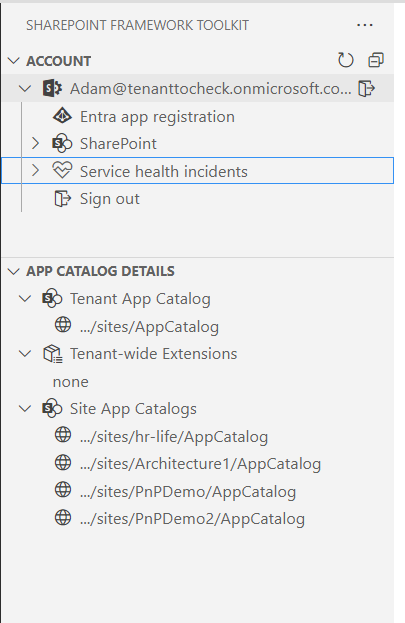 SHAREPOINT FRAMEWORK TOOLKIT
ACCOUNT
Adam@tenanttocheck.onmicrosoft.co...
Entra app registration
SharePoint
Service health incidents
Sign out
APP CATALOG DETAILS
Tenant App Catalog
.../sites/AppCatalog
Tenant-wide Extensions
none
Site App Catalogs
.../sites/hr-life/AppCatalog
.../sites/Architecture1/AppCatalog
.../sites/PnPDemo/AppCatalog
.../sites/PnPDemo2/AppCatalog